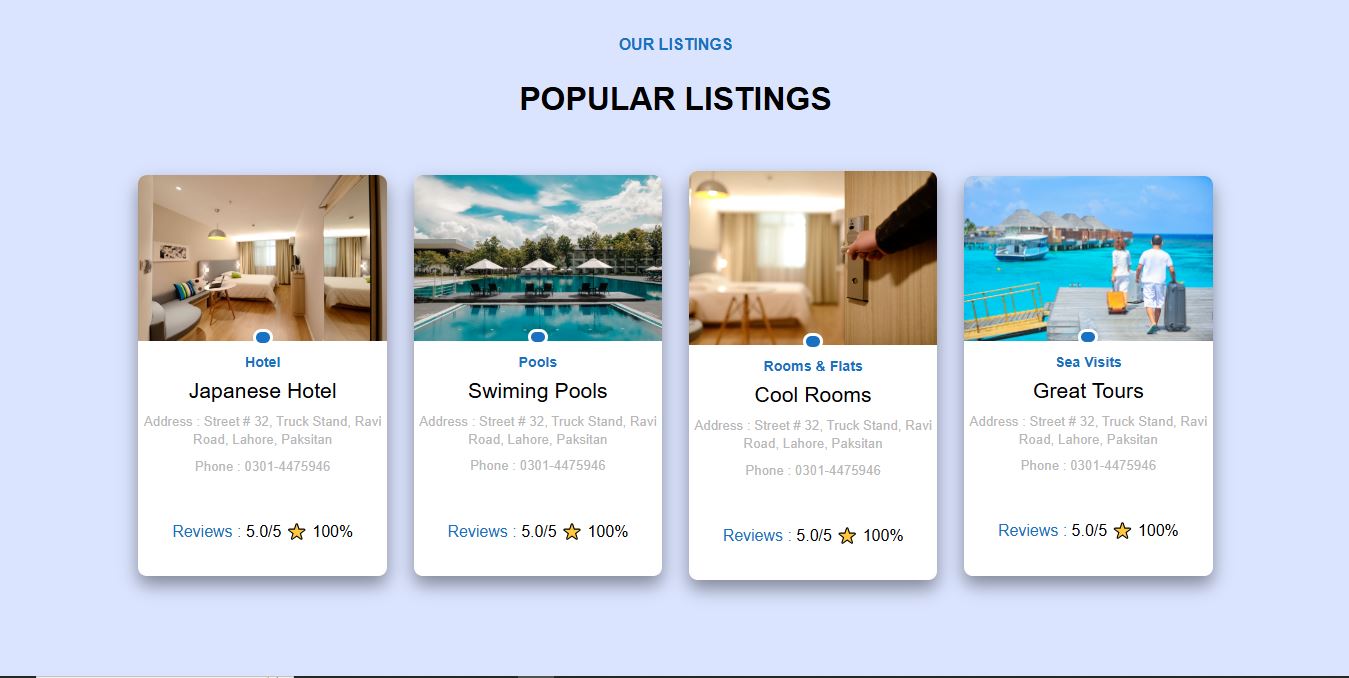 OUR LISTINGS
POPULAR LISTINGS
Hotel
Japanese Hotel
Address : Street # 32, Truck Stand, Ravi
Road, Lahore, Paksitan
Phone : 0301-4475946
Reviews : 5.0/5 ⭐ 100%
Pools
Swiming Pools
Address : Street # 32, Truck Stand, Ravi
Road, Lahore, Paksitan
Phone : 0301-4475946
Reviews : 5.0/5 ⭐ 100%
Rooms & Flats
Cool Rooms
Address : Street # 32, Truck Stand, Ravi
Road, Lahore, Paksitan
Phone : 0301-4475946
Reviews : 5.0/5 ⭐ 100%
Sea Visits
Great Tours
Address : Street # 32, Truck Stand, Ravi
Road, Lahore, Paksitan
Phone : 0301-4475946
Reviews : 5.0/5 ⭐ 100%